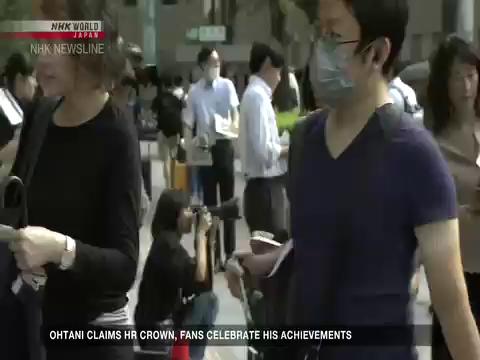 NHK WORLD
JAPAN
NHK NEWSLINE
OHTANI CLAIMS HR CROWN, FANS CELEBRATE HIS ACHIEVEMENTS